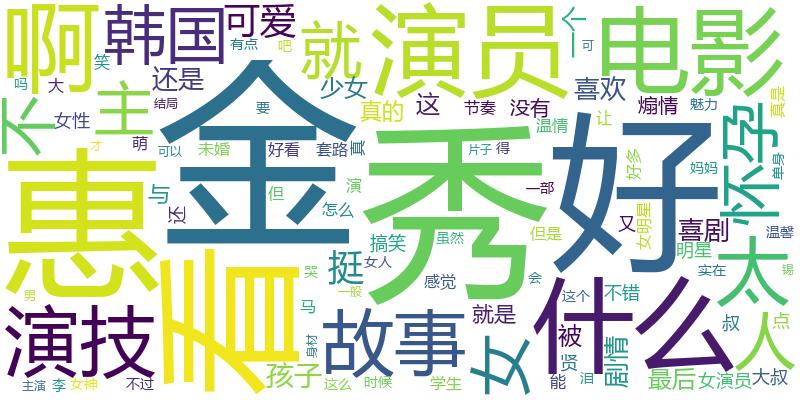 啊
韩国
可爱
就
演员
个
电影
笑
有点
吧
可
吗
大
还是
少女
喜欢
真是
不
主
结局
金
要
真的
这
节奏
没有
煽情
魅力
女性
才
萌
可以
未婚
好看
套路
真
温情
让
怀孕
片子
得
惠
与
还
但
演
秀
好
好多
妈妈
单身
怎么
一部
搞笑
虽然
但是
又
女明星
喜剧
温馨
看
挺
哭
女人
感觉
会
明星
实在
太
锡
男
马
一般
就是
什么
这个
不错
叔
点
人
演技
故事
身材
女
被
贤
剧情
主演
李
女神
不过
孩子
这么
时候
学生
能
泪
最后
女演员
大叔